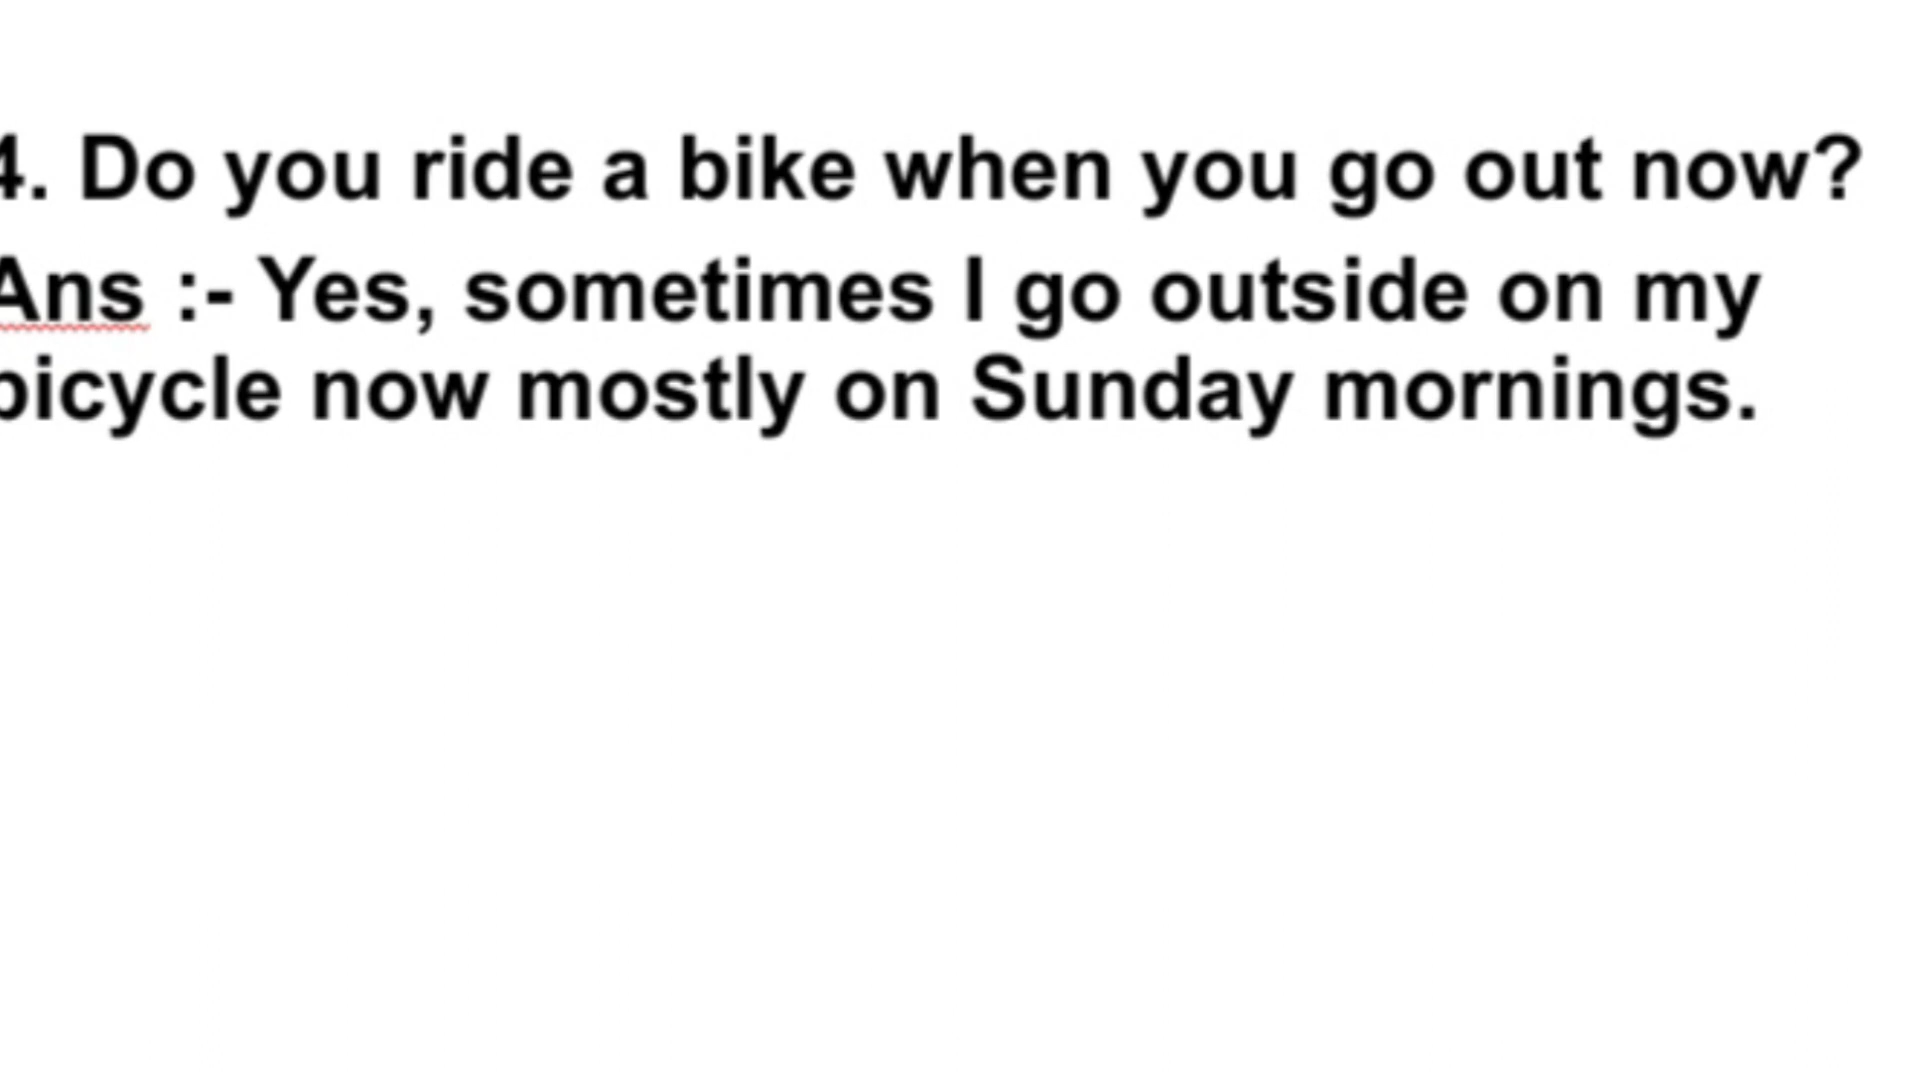 4. Do you ride a bike when you go out now?
Ans :- Yes, sometimes I go outside on my
bicycle now mostly on Sunday mornings.